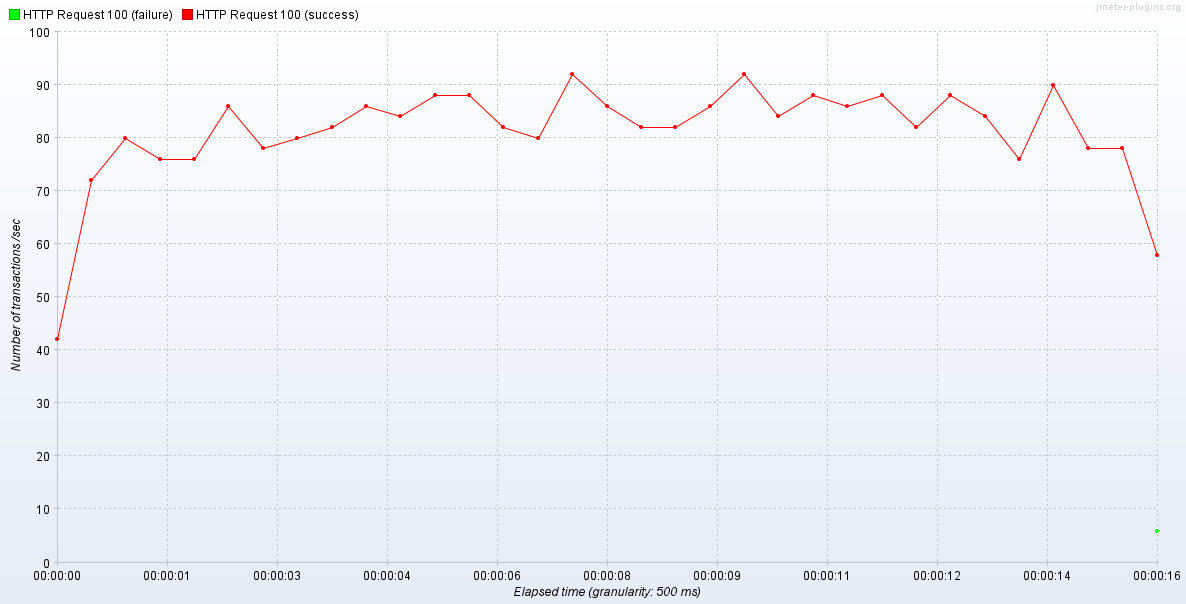 jmeter-plugins.org
HTTP Request 100 (failure) HTTP Request 100 (success)
100
90
80
70
60
50
40
30
20
10
0
Number of transactions /sec
00:00:00 00:00:01 00:00:03 00:00:04 00:00:06 00:00:08 00:00:09 00:00:11 00:00:12 00:00:14 00:00:16
Elapsed time (granularity: 500 ms)